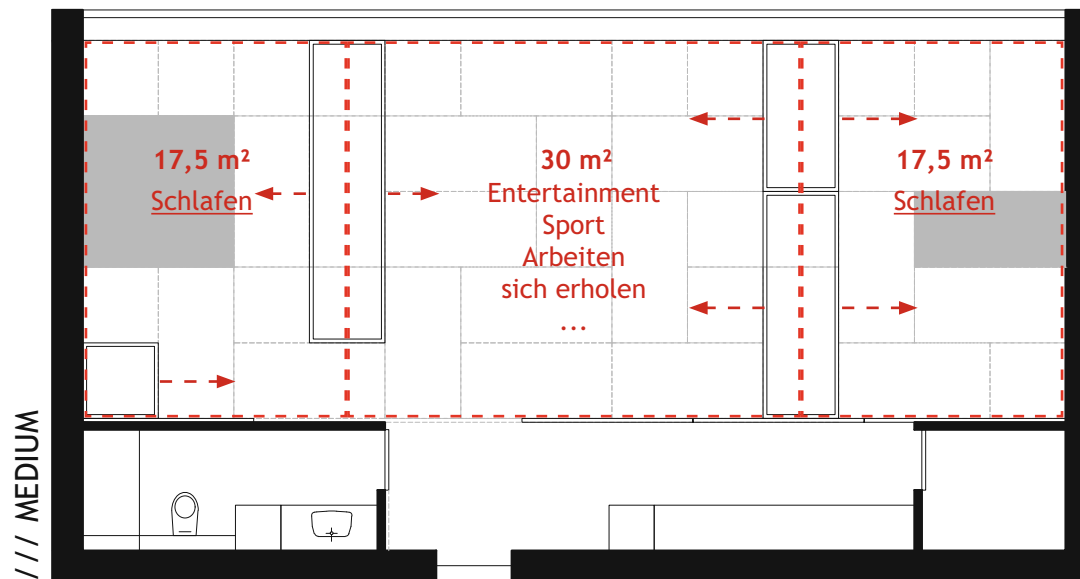 17,5 m²
Schlafen
30 m²
Entertainment
Sport
Arbeiten
sich erholen
...
17,5 m²
Schlafen
/// MEDIUM